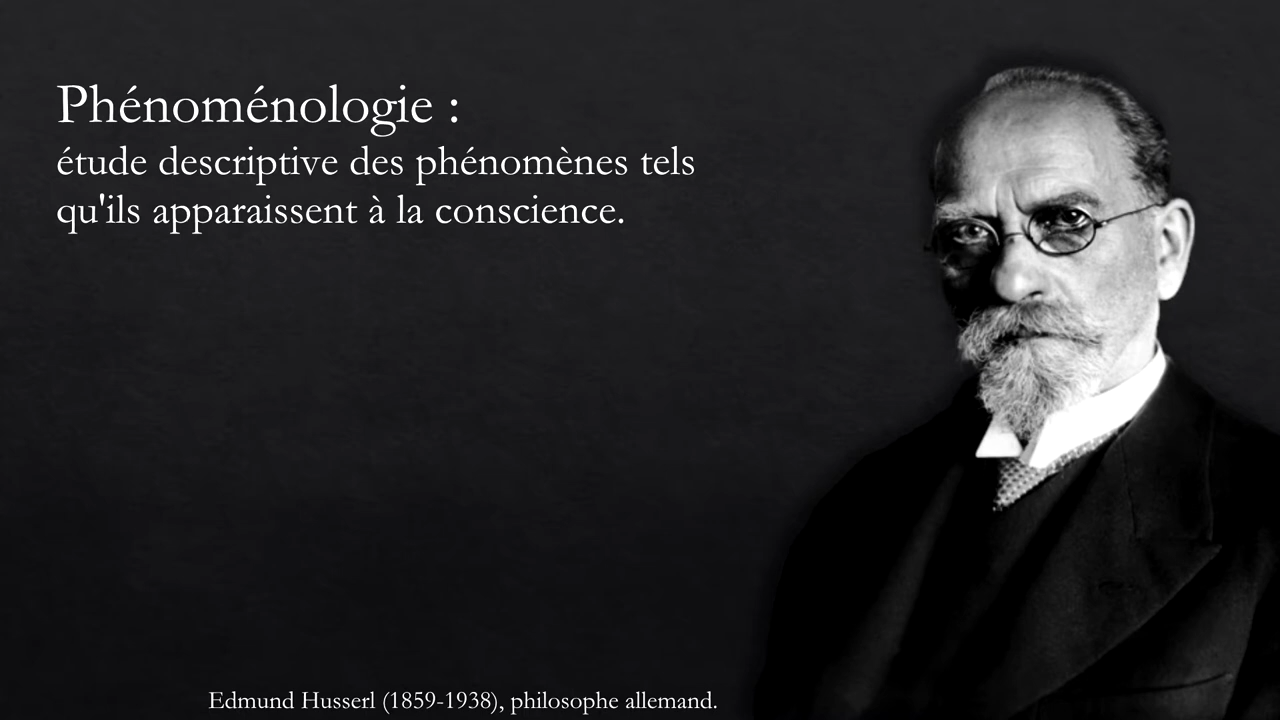 Phénoménologie :
étude descriptive des phénomènes tels
qu'ils apparaissent à la conscience.
Edmund Husserl (1859-1938), philosophe allemand.